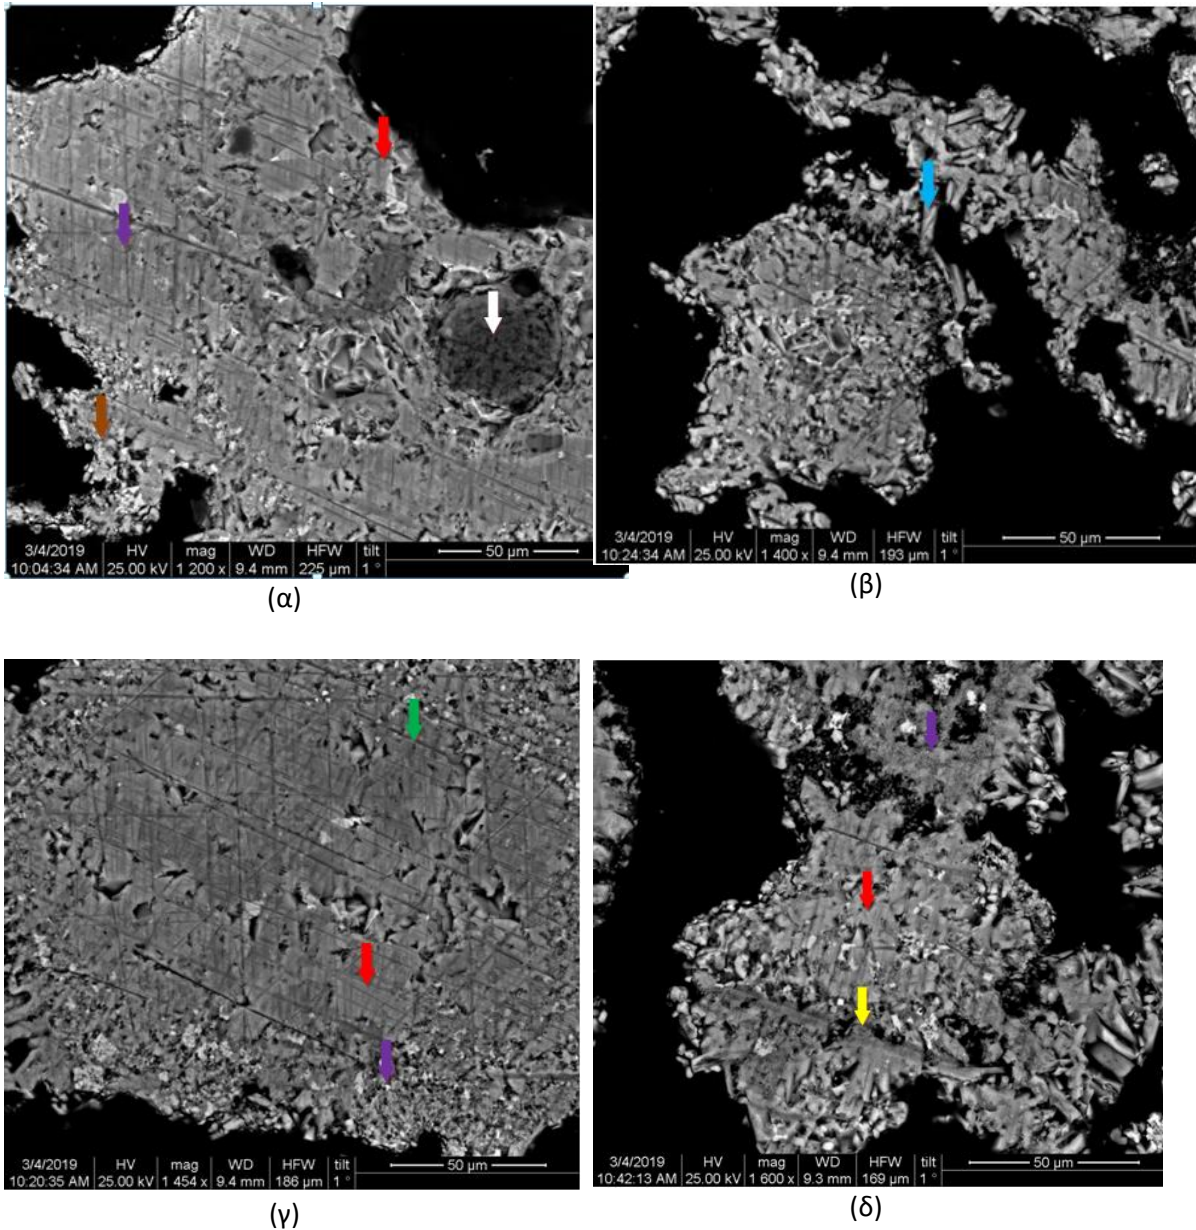 3/4/2019 HV mag WD HFW tilt 50 µm
10:04:34 AM 25.00 kV 1 200 x 9.4 mm 225 µm 1 °
(α)
3/4/2019 HV mag WD HFW tilt 50 µm
10:24:34 AM 25.00 kV 1 400 x 9.4 mm 193 µm 1 °
(β)
3/4/2019 HV mag WD HFW tilt 50 µm
10:20:35 AM 25.00 kV 1 454 x 9.4 mm 186 µm 1 °
(γ)
3/4/2019 HV mag WD HFW tilt 50 µm
10:42:13 AM 25.00 kV 1 600 x 9.3 mm 169 µm 1 °
(δ)